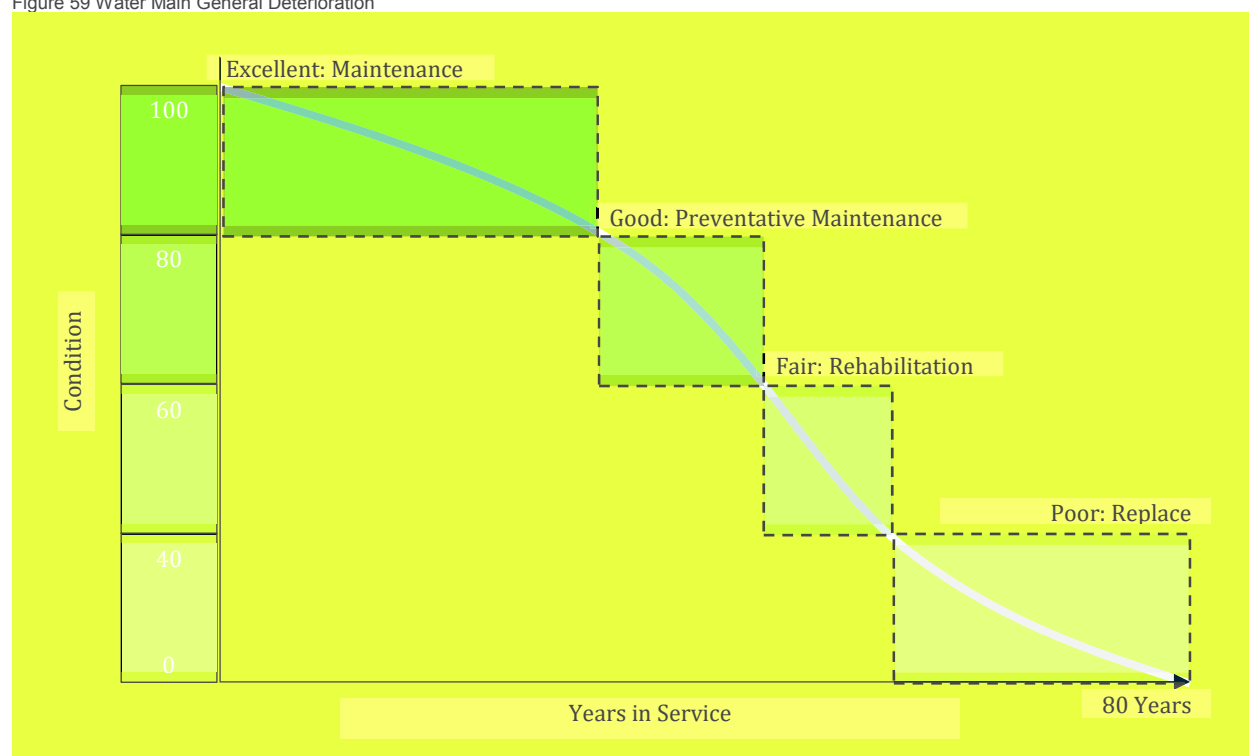 Figure 59 Water Main General Deterioration
Excellent: Maintenance
100
Good: Preventative Maintenance
80
Condition
Fair: Rehabilitation
60
Poor: Replace
40
0
80 Years
Years in Service